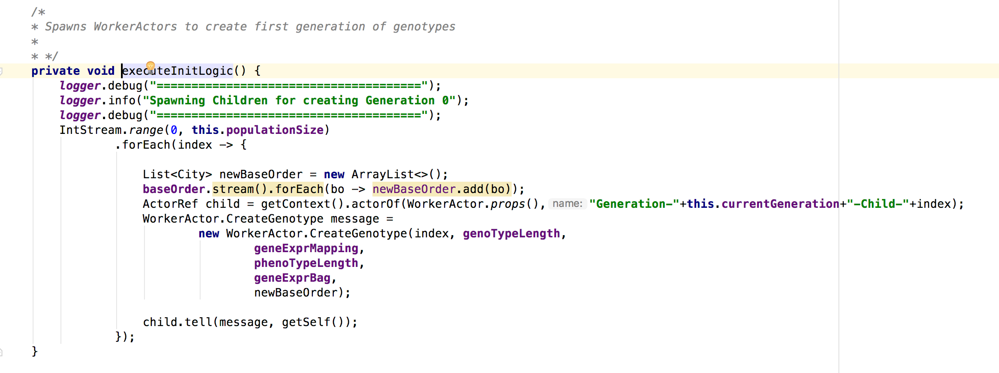 /*
* Spawns WorkerActors to create first generation of genotypes
*
* */
private void executeInitLogic() {
logger.debug("======================================");
logger.info("Spawning Children for creating Generation 0");
logger.debug("======================================");
IntStream.range(0, this.populationSize)
.forEach(index -> {
List<City> newBaseOrder = new ArrayList<>();
baseOrder.stream().forEach(bo -> newBaseOrder.add(bo));
ActorRef child = getContext().actorOf(WorkerActor.props(), name: "Generation-"+this.currentGeneration+"-Child-"+index);
WorkerActor.CreateGenotype message =
new WorkerActor.CreateGenotype(index, genoTypeLength,
geneExprMapping,
phenoTypeLength,
geneExprBag,
newBaseOrder);
child.tell(message, getSelf());
});
}